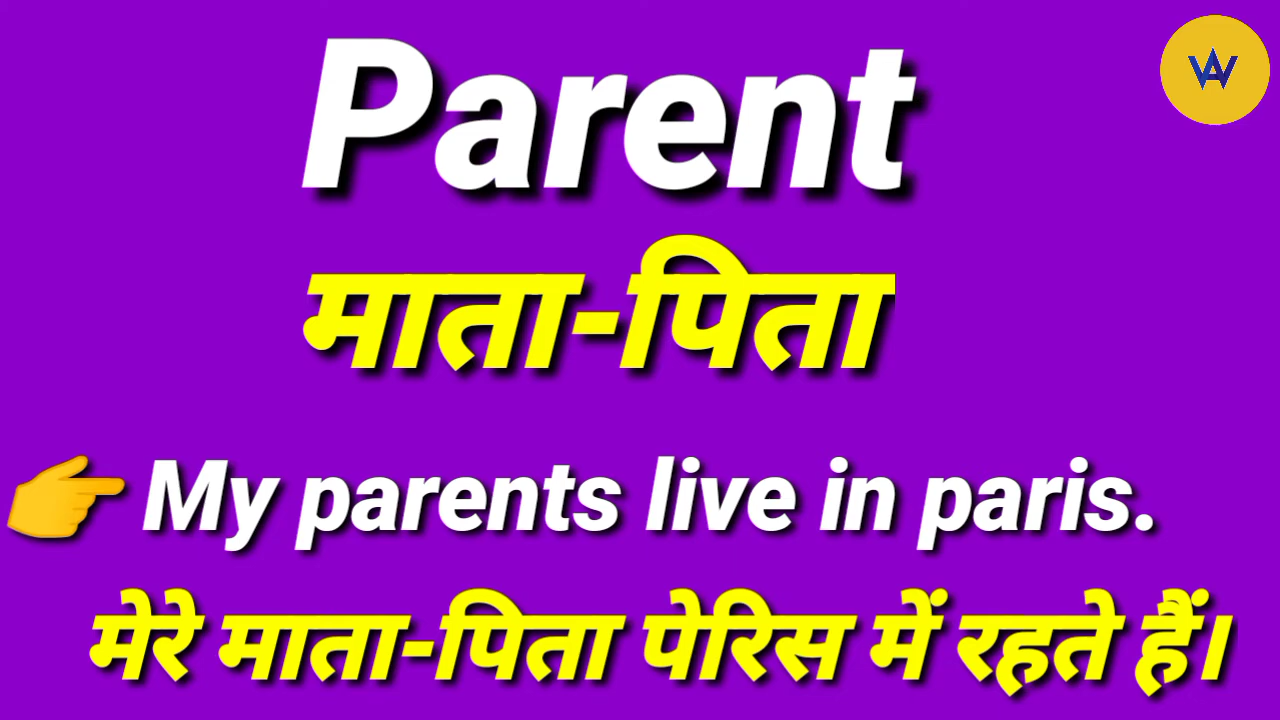 Parent
माता-पिता
My parents live in paris.
मेरे माता-पिता पेरिस में रहते हैं।